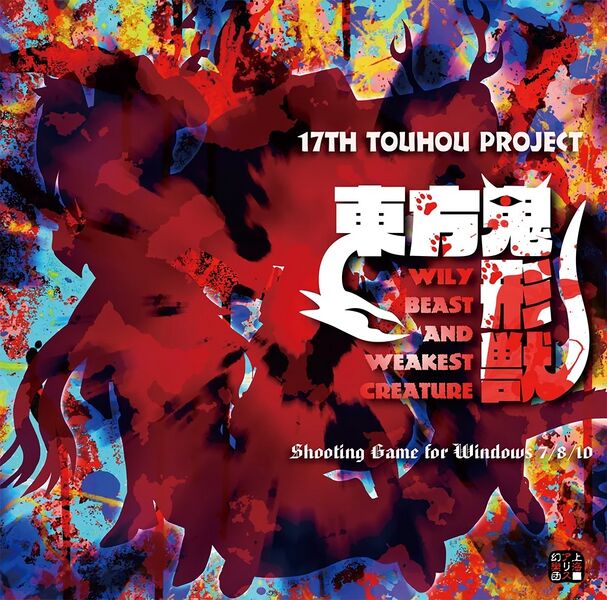 17TH TOUHOU PROJECT
東方鬼形獣
WILY
BEAST
AND
WEAKEST
CREATURE
Shooting Game for Windows 7/8/10
上海アリス幻樂団